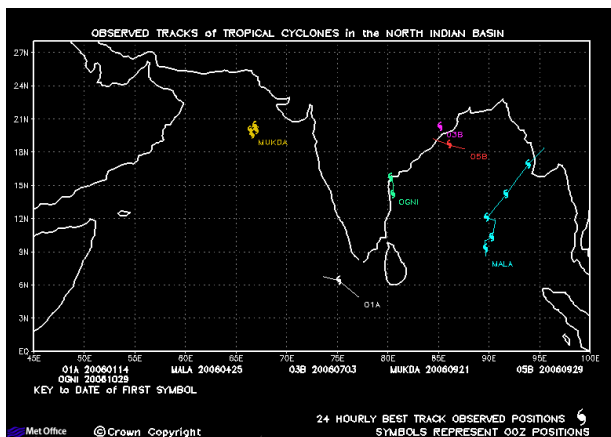 OBSERVED TRACKS of TROPICAL CYCLONES in the NORTH INDIAN BASIN
27N
24N
21N
18N
15N
12N
9N
6N
3N
EQ
MUKDA
03B
05B
OGNI
MALA
01A
45E 50E 55E 60E 65E 70E 75E 80E 85E 90E 95E 100E
01A 20060114 MALA 20060425 03B 20060703 MUKDA 20060921 05B 20060929
OGNI 20061029
KEY to DATE of FIRST SYMBOL
24 HOURLY BEST TRACK OBSERVED POSITIONS
Met Office ©Crown Copyright SYMBOLS REPRESENT 00Z POSITIONS